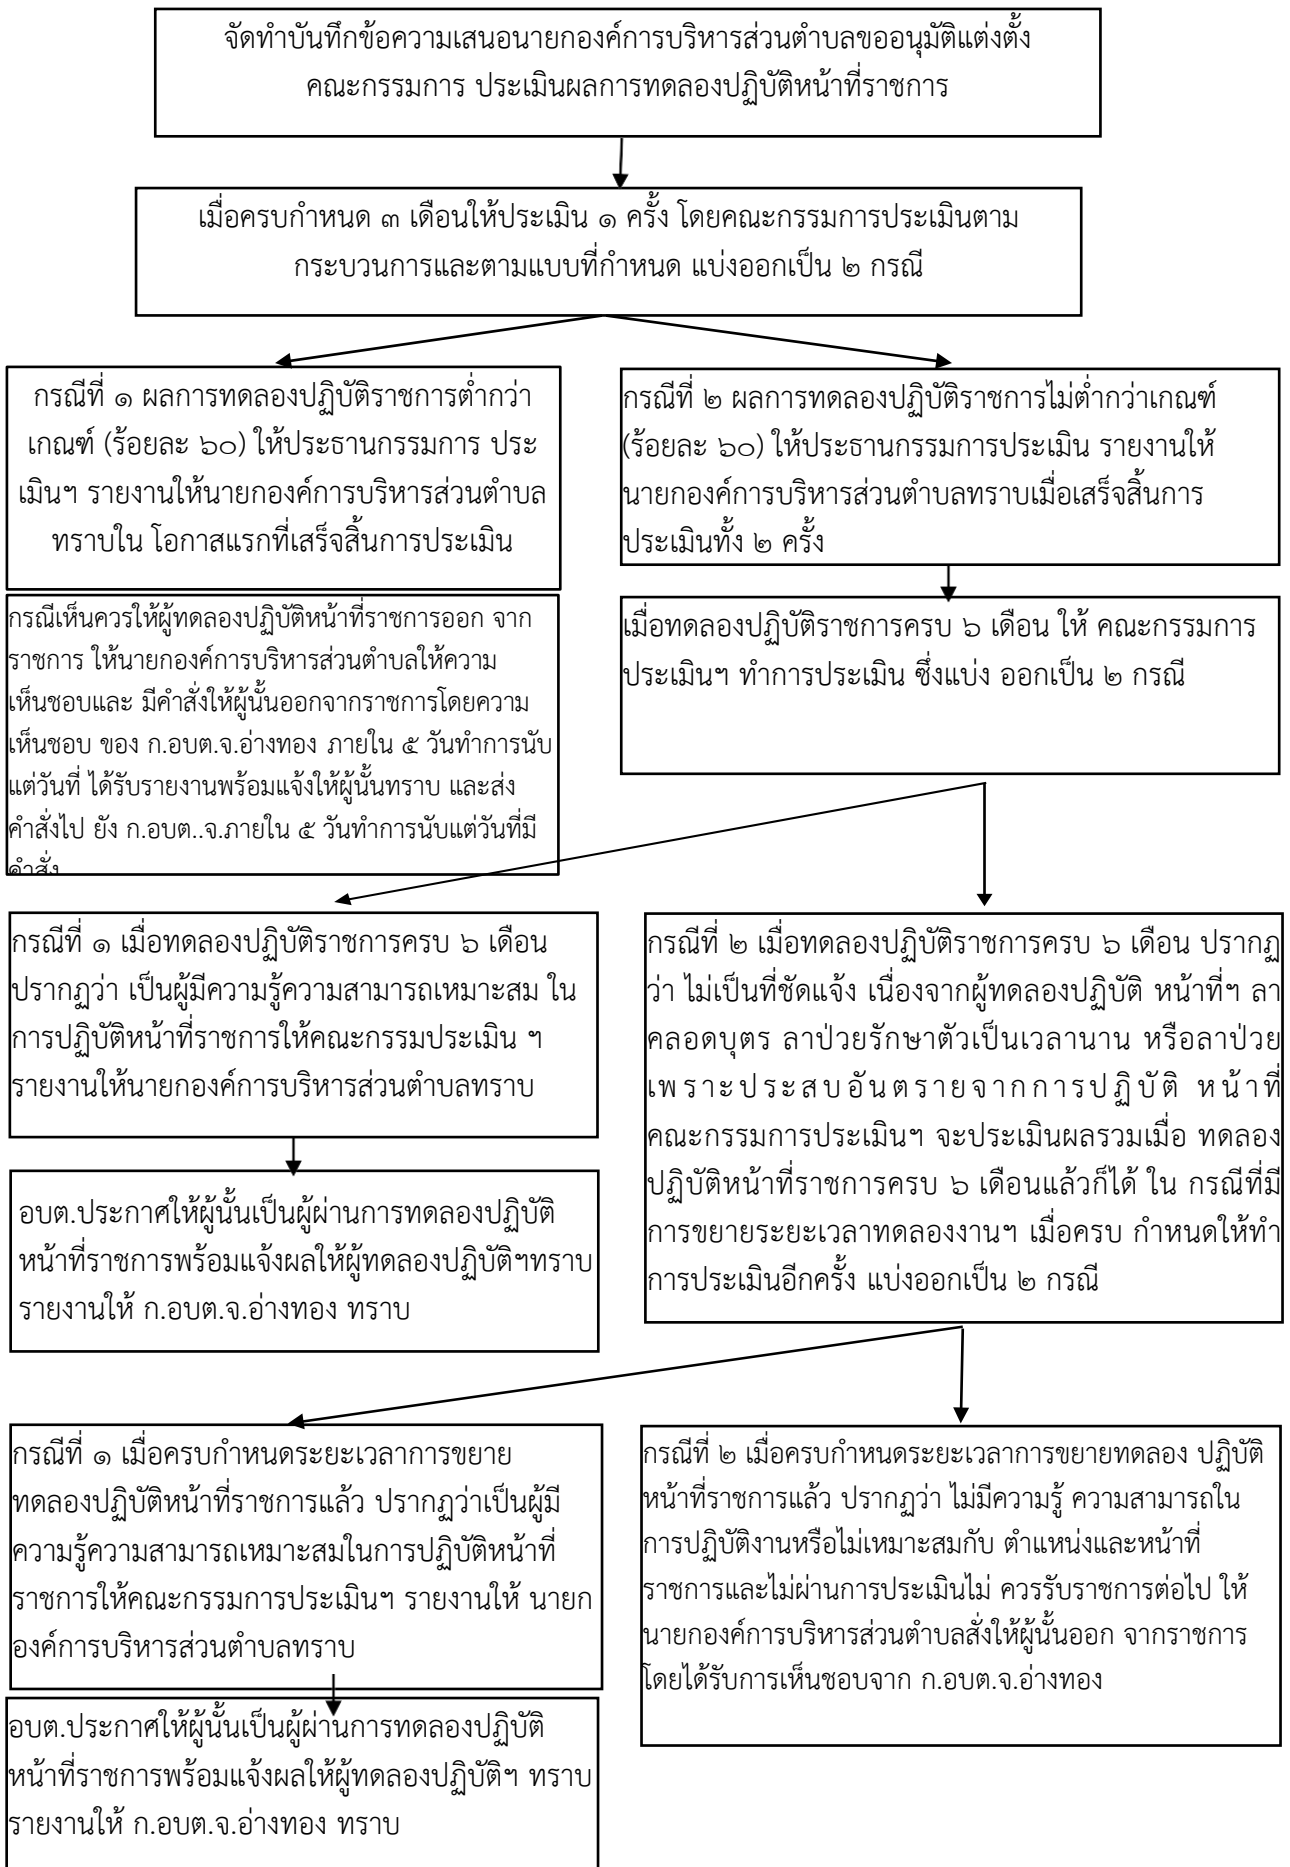 จัดทำบันทึกข้อความเสนอนายกองค์การบริหารส่วนตำบลขออนุมัติแต่งตั้ง
คณะกรรมการ ประเมินผลการทดลองปฏิบัติหน้าที่ราชการ
เมื่อครบกำหนด ๓ เดือนให้ประเมิน ๑ ครั้ง โดยคณะกรรมการประเมินตาม
กระบวนการและตามแบบที่กำหนด แบ่งออกเป็น ๒ กรณี
กรณีที่ ๑ ผลการทดลองปฏิบัติราชการต่ำกว่า
เกณฑ์ (ร้อยละ ๖๐) ให้ประธานกรรมการ ประ
เมินฯ รายงานให้นายกองค์การบริหารส่วนตำบล
ทราบใน โอกาสแรกที่เสร็จสิ้นการประเมิน
กรณีที่ ๒ ผลการทดลองปฏิบัติราชการไม่ต่ำกว่าเกณฑ์
(ร้อยละ ๖๐) ให้ประธานกรรมการประเมิน รายงานให้
นายกองค์การบริหารส่วนตำบลทราบเมื่อเสร็จสิ้นการ
ประเมินทั้ง ๒ ครั้ง
กรณีเห็นควรให้ผู้ทดลองปฏิบัติหน้าที่ราชการออก จาก
ราชการ ให้นายกองค์การบริหารส่วนตำบลให้ความ
เห็นชอบและ มีคำสั่งให้ผู้นั้นออกจากราชการโดยความ
เห็นชอบ ของ ก.อบต.จ.อ่างทอง ภายใน ๕ วันทำการนับ
แต่วันที่ ได้รับรายงานพร้อมแจ้งให้ผู้นั้นทราบ และส่ง
คำสั่งไป ยัง ก.อบต..จ.ภายใน ๕ วันทำการนับแต่วันที่มี
คำสั่ง
เมื่อทดลองปฏิบัติราชการครบ ๖ เดือน ให้ คณะกรรมการ
ประเมินฯ ทำการประเมิน ซึ่งแบ่ง ออกเป็น ๒ กรณี
กรณีที่ ๑ เมื่อทดลองปฏิบัติราชการครบ ๖ เดือน
ปรากฏว่า เป็นผู้มีความรู้ความสามารถเหมาะสม ใน
การปฏิบัติหน้าที่ราชการให้คณะกรรมประเมิน ฯ
รายงานให้นายกองค์การบริหารส่วนตำบลทราบ
กรณีที่ ๒ เมื่อทดลองปฏิบัติราชการครบ ๖ เดือน ปรากฏ
ว่า ไม่เป็นที่ชัดแจ้ง เนื่องจากผู้ทดลองปฏิบัติ หน้าที่ฯ ลา
คลอดบุตร ลาป่วยรักษาตัวเป็นเวลานาน หรือลาป่วย
เพราะประสบอันตรายจากการปฏิบัติ หน้าที่
คณะกรรมการประเมินฯ จะประเมินผลรวมเมื่อ ทดลอง
ปฏิบัติหน้าที่ราชการครบ ๖ เดือนแล้วก็ได้ ใน กรณีที่มี
การขยายระยะเวลาทดลองงานฯ เมื่อครบ กำหนดให้ทำ
การประเมินอีกครั้ง แบ่งออกเป็น ๒ กรณี
อบต.ประกาศให้ผู้นั้นเป็นผู้ผ่านการทดลองปฏิบัติ
หน้าที่ราชการพร้อมแจ้งผลให้ผู้ทดลองปฏิบัติฯทราบ
รายงานให้ ก.อบต.จ.อ่างทอง ทราบ
กรณีที่ ๑ เมื่อครบกำหนดระยะเวลาการขยาย
ทดลองปฏิบัติหน้าที่ราชการแล้ว ปรากฏว่าเป็นผู้มี
ความรู้ความสามารถเหมาะสมในการปฏิบัติหน้าที่
ราชการให้คณะกรรมการประเมินฯ รายงานให้ นายก
องค์การบริหารส่วนตำบลทราบ
กรณีที่ ๒ เมื่อครบกำหนดระยะเวลาการขยายทดลอง ปฏิบัติ
หน้าที่ราชการแล้ว ปรากฏว่า ไม่มีความรู้ ความสามารถใน
การปฏิบัติงานหรือไม่เหมาะสมกับ ตำแหน่งและหน้าที่
ราชการและไม่ผ่านการประเมินไม่ ควรรับราชการต่อไป ให้
นายกองค์การบริหารส่วนตำบลสั่งให้ผู้นั้นออก จากราชการ
โดยได้รับการเห็นชอบจาก ก.อบต.จ.อ่างทอง
อบต.ประกาศให้ผู้นั้นเป็นผู้ผ่านการทดลองปฏิบัติ
หน้าที่ราชการพร้อมแจ้งผลให้ผู้ทดลองปฏิบัติฯ ทราบ
รายงานให้ ก.อบต.จ.อ่างทอง ทราบ